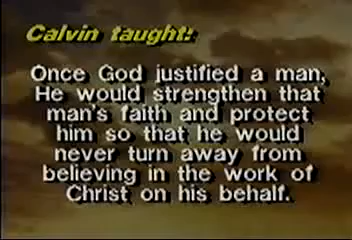 Calvin taught:
Once God justified a man,
He would strengthen that
man's faith and protect
him so that he would
never turn away from
believing in the work of
Christ on his behalf.